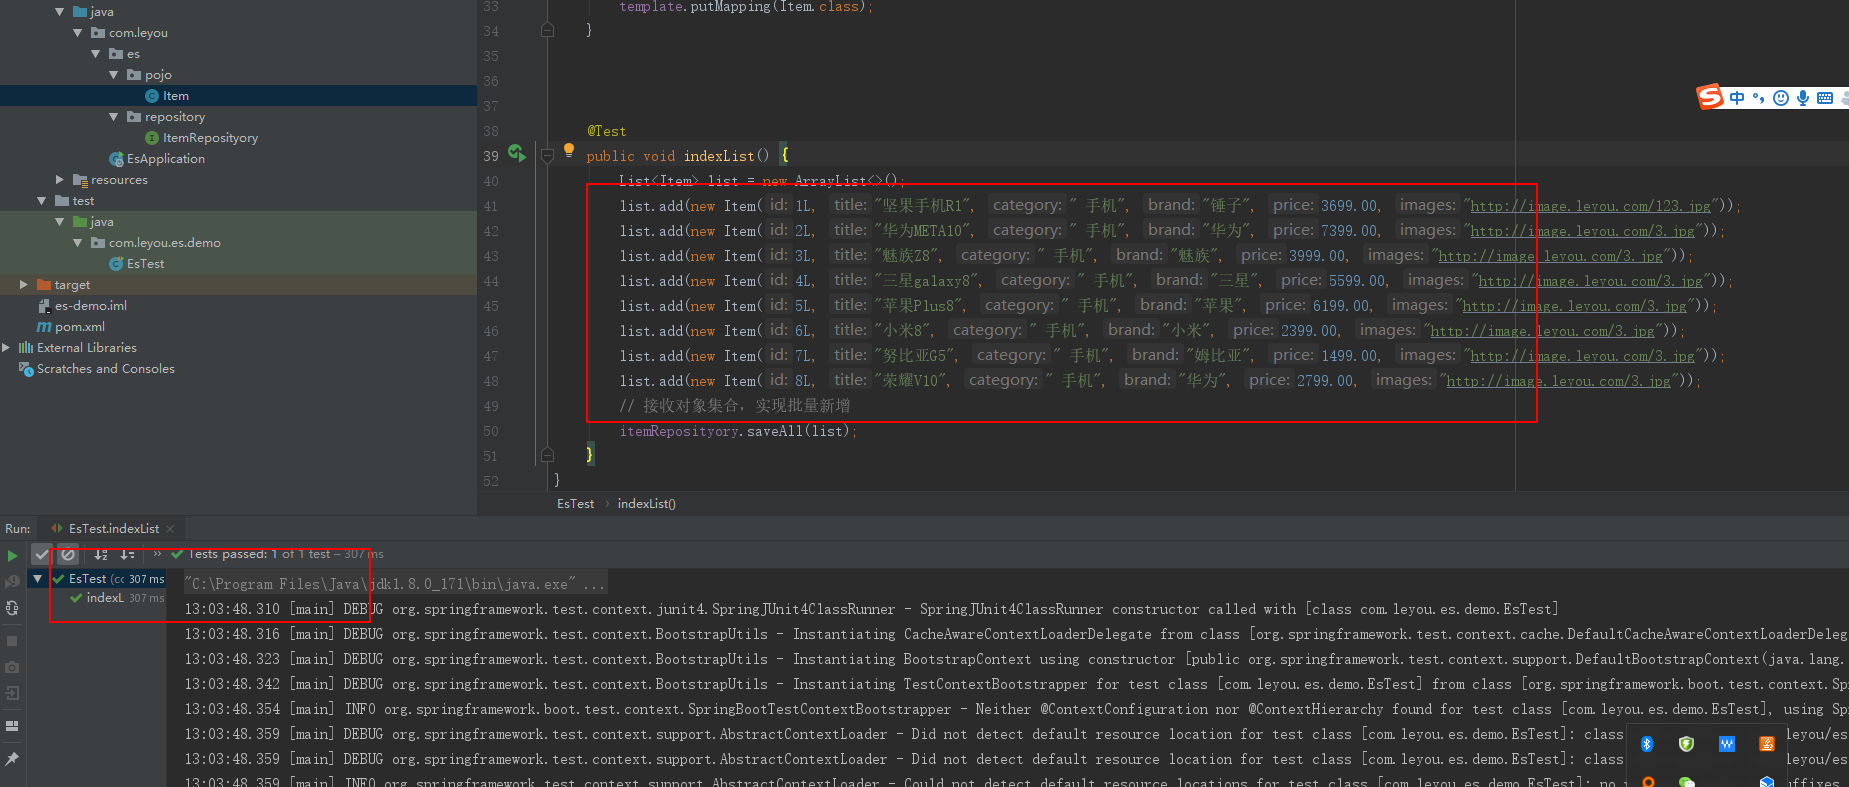 java
com.leyou
es
pojo
Item
repository
ItemReposityory
EsApplication
resources
test
java
com.leyou.es.demo
EsTest
target
es-demo.iml
pom.xml
External Libraries
Scratches and Consoles
33 template.putMapping(Item.class);
34 }
35
36
37
38 @Test
39 public void indexList() {
40 List<Item> list = new ArrayList<>();
41 list.add(new Item( id: 1L, title: "坚果手机R1", category: " 手机", brand: "锤子", price: 3699.00, images: "http://image.leyou.com/123.jpg"));
42 list.add(new Item( id: 2L, title: "华为META10", category: " 手机", brand: "华为", price: 7399.00, images: "http://image.leyou.com/3.jpg"));
43 list.add(new Item( id: 3L, title: "魅族Z8", category: " 手机", brand: "魅族", price: 3999.00, images: "http://image.leyou.com/3.jpg"));
44 list.add(new Item( id: 4L, title: "三星galaxy8", category: " 手机", brand: "三星", price: 5599.00, images: "http://image.leyou.com/3.jpg"));
45 list.add(new Item( id: 5L, title: "苹果Plus8", category: " 手机", brand: "苹果", price: 6199.00, images: "http://image.leyou.com/3.jpg"));
46 list.add(new Item( id: 6L, title: "小米8", category: " 手机", brand: "小米", price: 2399.00, images: "http://image.leyou.com/3.jpg"));
47 list.add(new Item( id: 7L, title: "努比亚G5", category: " 手机", brand: "姆比亚", price: 1499.00, images: "http://image.leyou.com/3.jpg"));
48 list.add(new Item( id: 8L, title: "荣耀V10", category: " 手机", brand: "华为", price: 2799.00, images: "http://image.leyou.com/3.jpg"));
49 // 接收对象集合，实现批量新增
50 itemReposityory.saveAll(list);
51 }
52 }
EsTest › indexList()
中
Run: EsTest.indexList ×
» Tests passed: 1 of 1 test – 307 ms
EsTest (cc 307 ms
indexL 307 ms
"C:\Program Files\Java\jdk1.8.0_171\bin\java.exe" ...
13:03:48.310 [main] DEBUG org.springframework.test.context.junit4.SpringJUnit4ClassRunner - SpringJUnit4ClassRunner constructor called with [class com.leyou.es.demo.EsTest]
13:03:48.316 [main] DEBUG org.springframework.test.context.BootstrapUtils - Instantiating CacheAwareContextLoaderDelegate from class [org.springframework.test.context.cache.DefaultCacheAwareContextLoaderDeleg
13:03:48.323 [main] DEBUG org.springframework.test.context.BootstrapUtils - Instantiating BootstrapContext using constructor [public org.springframework.test.context.support.DefaultBootstrapContext(java.lang.
13:03:48.342 [main] DEBUG org.springframework.test.context.BootstrapUtils - Instantiating TestContextBootstrapper for test class [com.leyou.es.demo.EsTest] from class [org.springframework.boot.test.context.Sp
13:03:48.354 [main] INFO org.springframework.boot.test.context.SpringBootTestContextBootstrapper - Neither @ContextConfiguration nor @ContextHierarchy found for test class [com.leyou.es.demo.EsTest], using Sp
13:03:48.359 [main] DEBUG org.springframework.test.context.support.AbstractContextLoader - Did not detect default resource location for test class [com.leyou.es.demo.EsTest]: class leyou/es
13:03:48.359 [main] DEBUG org.springframework.test.context.support.AbstractContextLoader - Did not detect default resource location for test class [com.leyou.es.demo.EsTest]: class leyou/es
13:03:48.359 [main] INFO org.springframework.test.context.support.AbstractContextLoader - Could not detect default resource locations for test class [com.leyou.es.demo.EsTest]: no uffixes